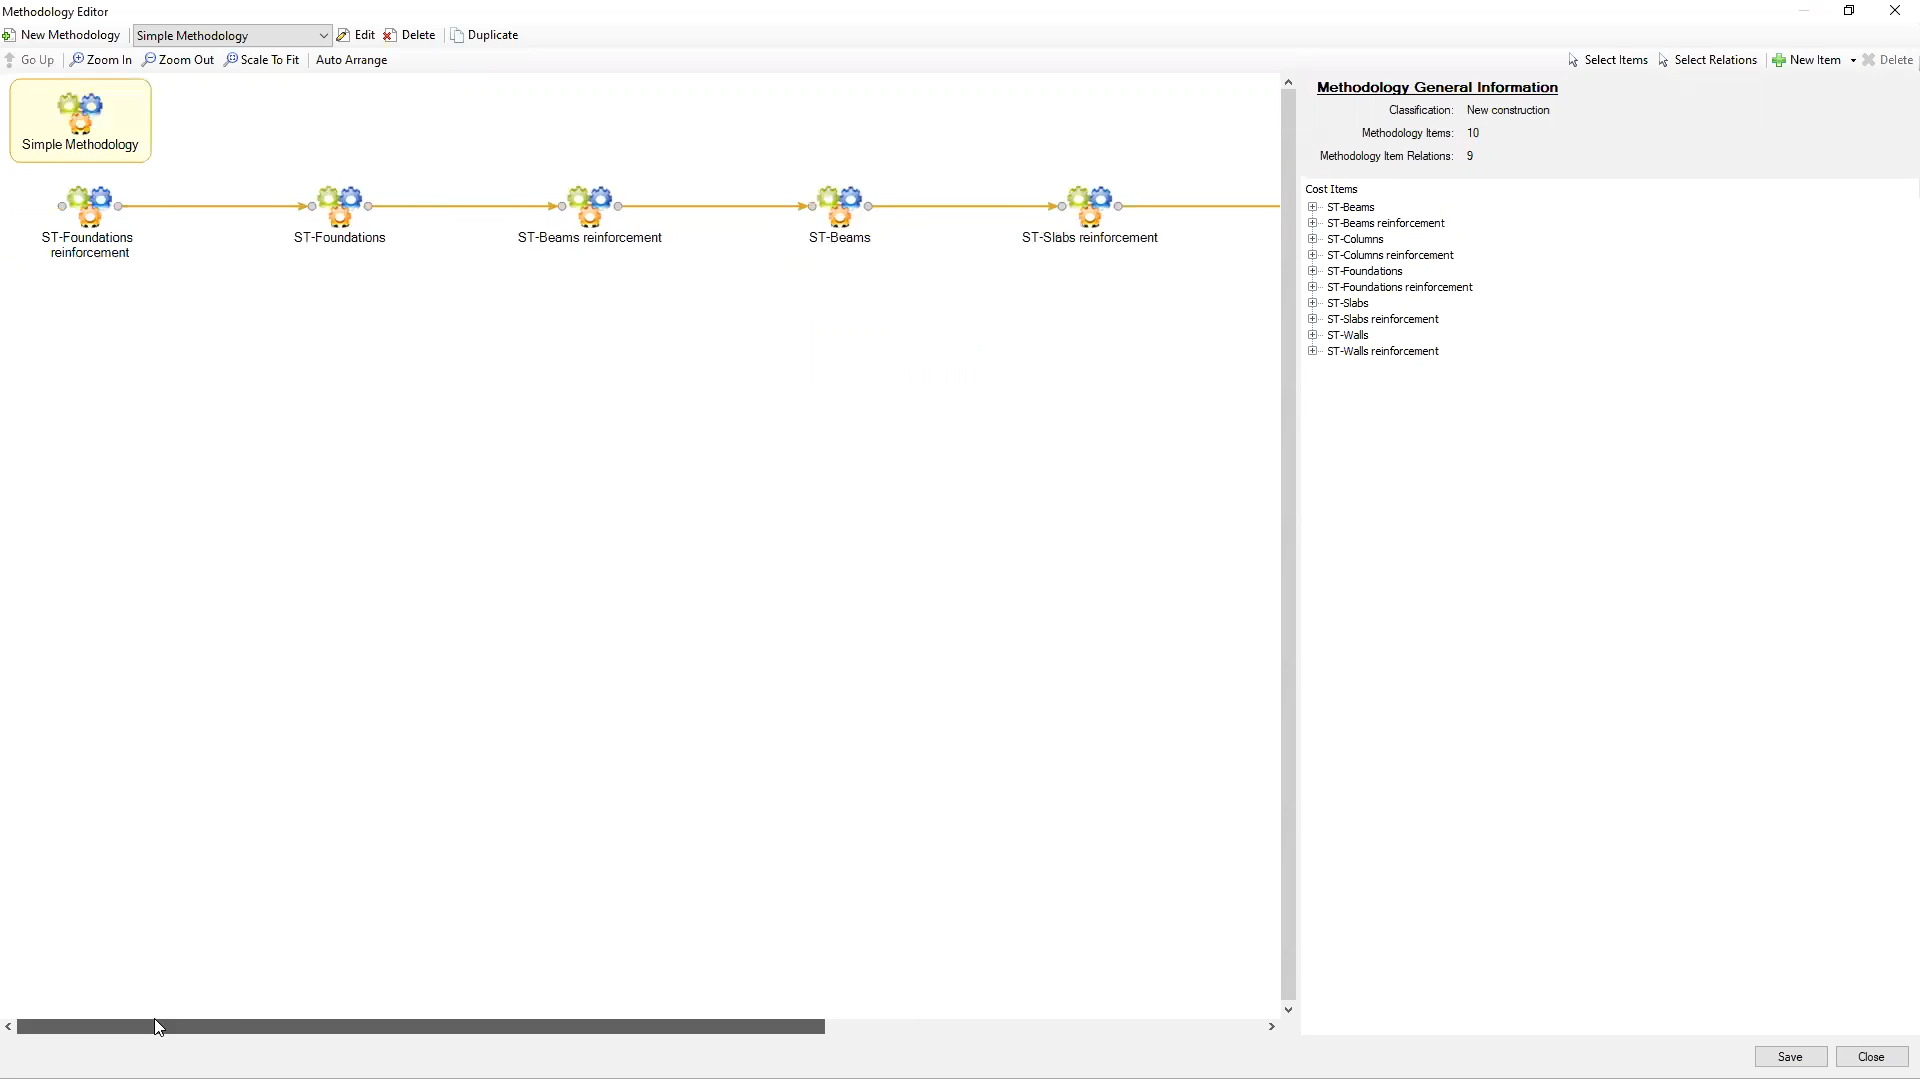 Methodology Editor
New Methodology Simple Methodology Edit Delete Duplicate
Go Up Zoom In Zoom Out Scale To Fit Auto Arrange Select Items Select Relations New Item Delete
Simple Methodology
ST-Foundations
reinforcement
ST-Foundations
ST-Beams reinforcement
ST-Beams
ST-Slabs reinforcement
Methodology General Information
Classification: New construction
Methodology Items: 10
Methodology Item Relations: 9
Cost Items
ST-Beams
ST-Beams reinforcement
ST-Columns
ST-Columns reinforcement
ST-Foundations
ST-Foundations reinforcement
ST-Slabs
ST-Slabs reinforcement
ST-Walls
ST-Walls reinforcement
Save Close